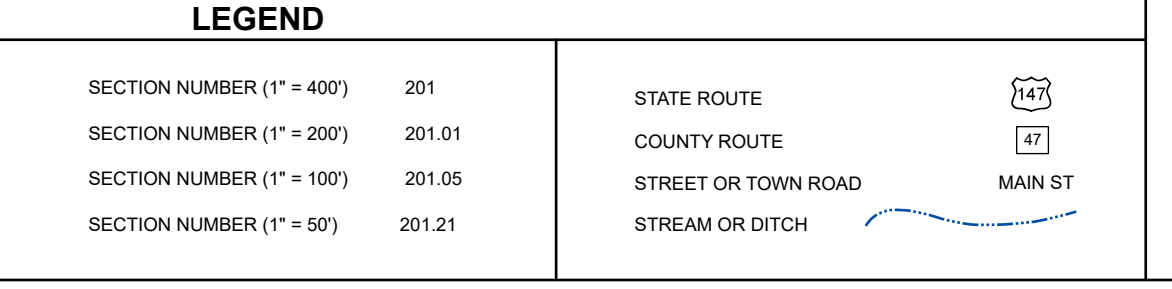 LEGEND
SECTION NUMBER (1" = 400') 201
SECTION NUMBER (1" = 200') 201.01
SECTION NUMBER (1" = 100') 201.05
SECTION NUMBER (1" = 50') 201.21
STATE ROUTE 147
COUNTY ROUTE 47
STREET OR TOWN ROAD MAIN ST
STREAM OR DITCH